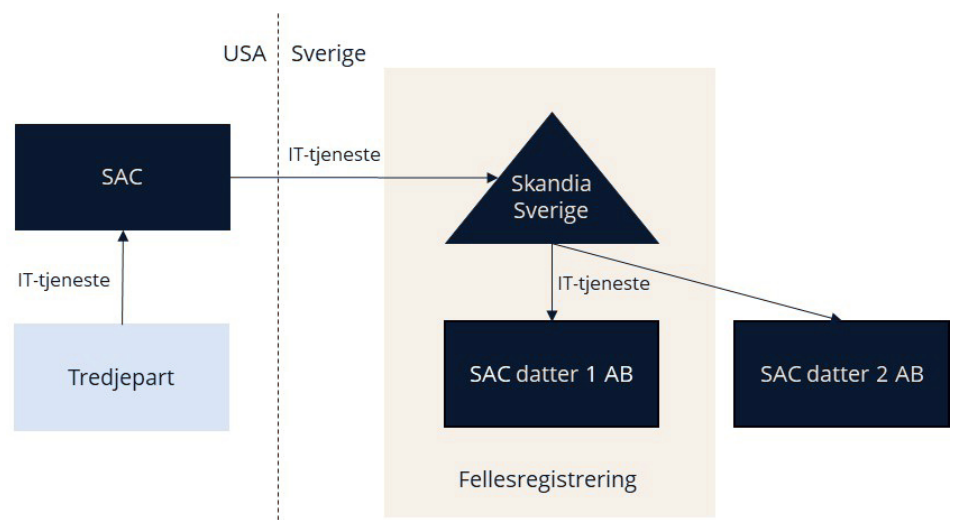 USA
Sverige
SAC
IT-tjeneste
Skandia
Sverige
IT-tjeneste
IT-tjeneste
Tredjepart
SAC datter 1 AB
SAC datter 2 AB
Fellesregistrering